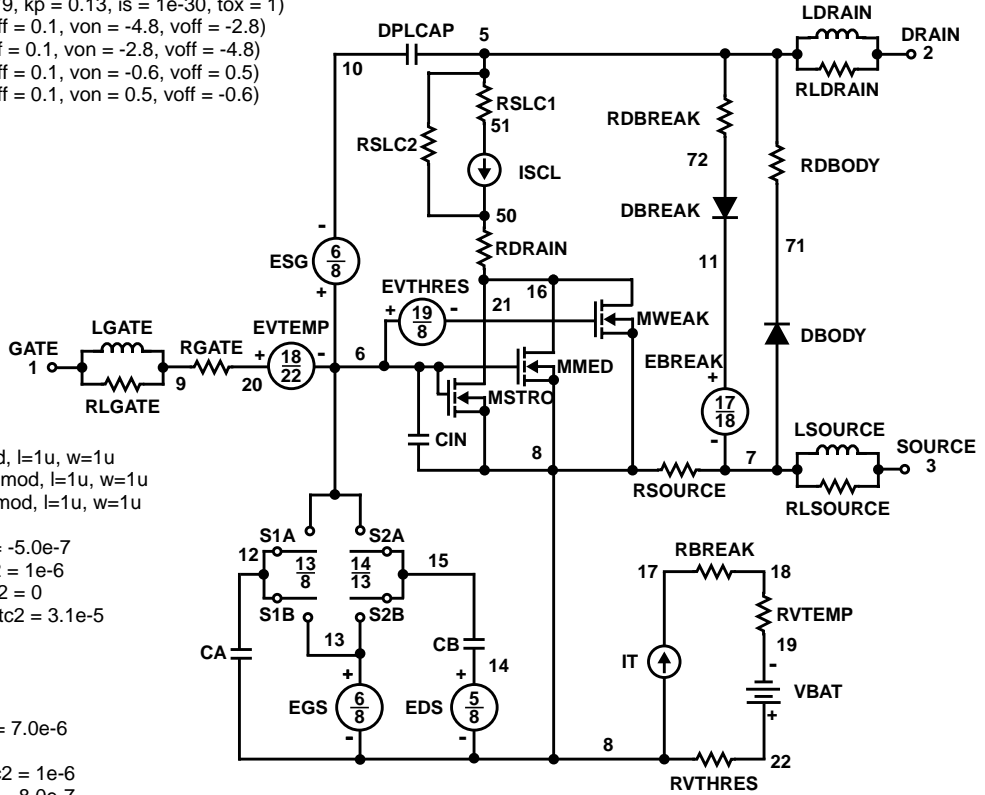 9, kp = 0.13, is = 1e-30, tox = 1)
ff = 0.1, von = -4.8, voff = -2.8)
f = 0.1, von = -2.8, voff = -4.8)
ff = 0.1, von = -0.6, voff = 0.5)
ff = 0.1, von = 0.5, voff = -0.6)
LDRAIN
DPLCAP
5
DRAIN
2
10
RLDRAIN
RSLC1
51
RDBREAK
RSLC2
72
RDBODY
ISCL
DBREAK
50
71
RDRAIN
6
8
ESG
11
EVTHRES
16
21
19
8
MWEAK
LGATE
EVTEMP
DBODY
GATE
1
RGATE
18
22
6
MMED
EBREAK
9
20
MSTRO
RLGATE
17
18
LSOURCE
CIN
8
7
SOURCE
3
d, l=1u, w=1u
mod, l=1u, w=1u
mod, l=1u, w=1u
RSOURCE
RLSOURCE
= -5.0e-7
2 = 1e-6
2 = 0
tc2 = 3.1e-5
S1A
S2A
12
13
8
14
13
15
RBREAK
17
18
S1B
S2B
RVTEMP
13
CB
19
CA
14
IT
VBAT
EGS
6
8
EDS
5
8
= 7.0e-6
8
22
c2 = 1e-6
RVTHRES